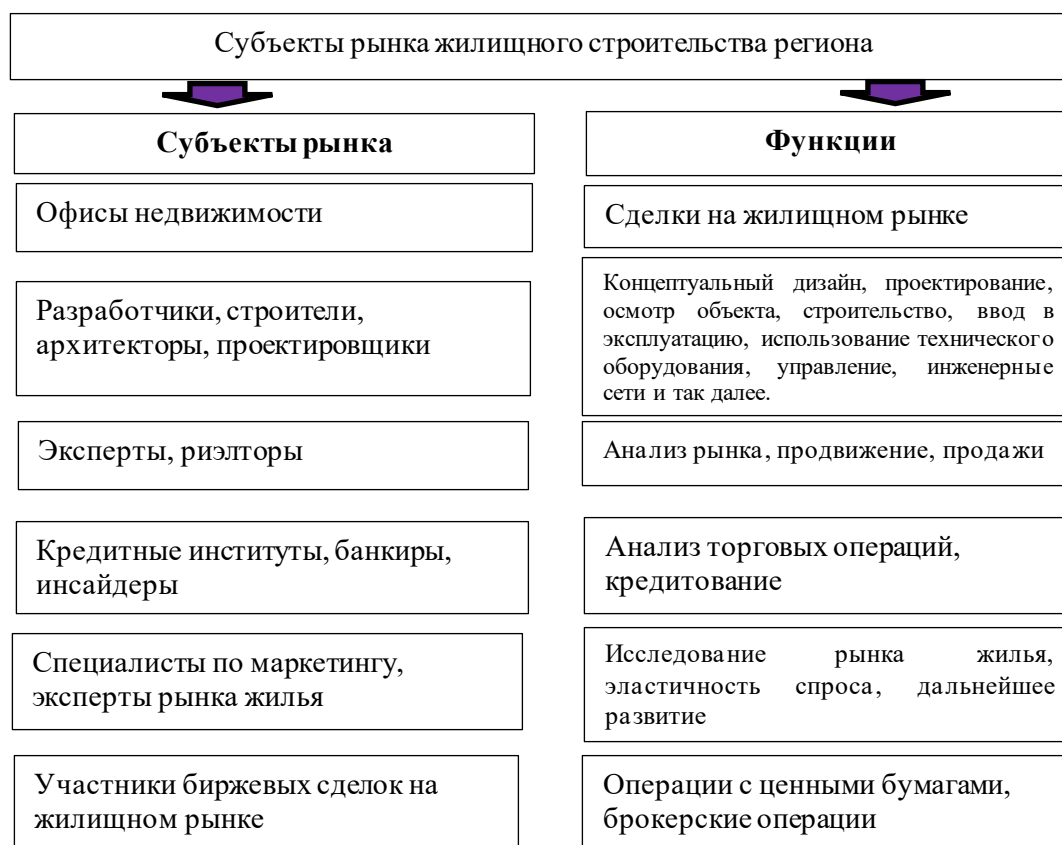 Субъекты рынка жилищного строительства региона
Субъекты рынка
Функции
Офисы недвижимости
Сделки на жилищном рынке
Разработчики, строители,
архитекторы, проектировщики
Концептуальный дизайн, проектирование,
осмотр объекта, строительство, ввод в
эксплуатацию, использование технического
оборудования, управление, инженерные
сети и так далее.
Эксперты, риэлторы
Анализ рынка, продвижение, продажи
Кредитные институты, банкиры,
инсайдеры
Анализ торговых операций,
кредитование
Специалисты по маркетингу,
эксперты рынка жилья
Исследование рынка жилья,
эластичность спроса, дальнейшее
развитие
Участники биржевых сделок на
жилищном рынке
Операции с ценными бумагами,
брокерские операции